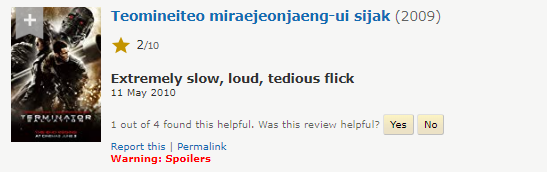 +
Teomineiteo miraejeonjaeng-ui sijak (2009)
2/10
Extremely slow, loud, tedious flick
11 May 2010
1 out of 4 found this helpful. Was this review helpful? Yes No
Report this | Permalink
Warning: Spoilers
TERMINATOR
SALVATION